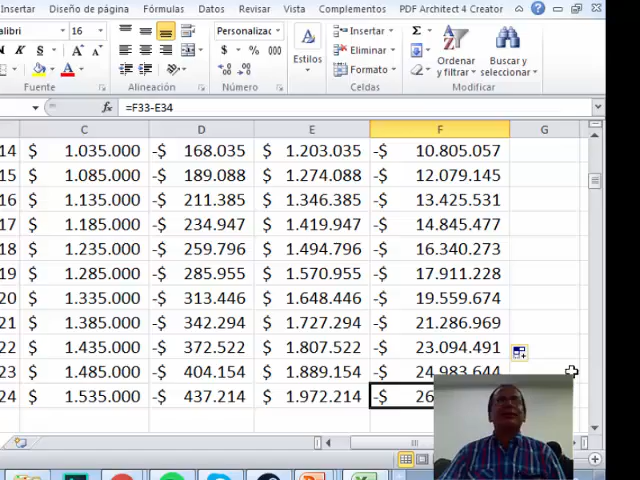 Insertar Diseño de página Fórmulas Datos Revisar Vista Complementos PDF Architect 4 Creator
Calibri 16 Personalizada Insertar Σ
Eliminar
Estilos Formato Ordenar y filtrar Buscar y seleccionar
$ % 000
Fuente Alineación Número Celdas Modificar
fx =F33-E34
C D E F G
14 $ 1.035.000 -$ 168.035 $ 1.203.035 -$ 10.805.057
15 $ 1.085.000 -$ 189.088 $ 1.274.088 -$ 12.079.145
16 $ 1.135.000 -$ 211.385 $ 1.346.385 -$ 13.425.531
17 $ 1.185.000 -$ 234.947 $ 1.419.947 -$ 14.845.477
18 $ 1.235.000 -$ 259.796 $ 1.494.796 -$ 16.340.273
19 $ 1.285.000 -$ 285.955 $ 1.570.955 -$ 17.911.228
20 $ 1.335.000 -$ 313.446 $ 1.648.446 -$ 19.559.674
21 $ 1.385.000 -$ 342.294 $ 1.727.294 -$ 21.286.969
22 $ 1.435.000 -$ 372.522 $ 1.807.522 -$ 23.094.491
23 $ 1.485.000 -$ 404.154 $ 1.889.154 -$ 24.983.644
24 $ 1.535.000 -$ 437.214 $ 1.972.214 -$ 26